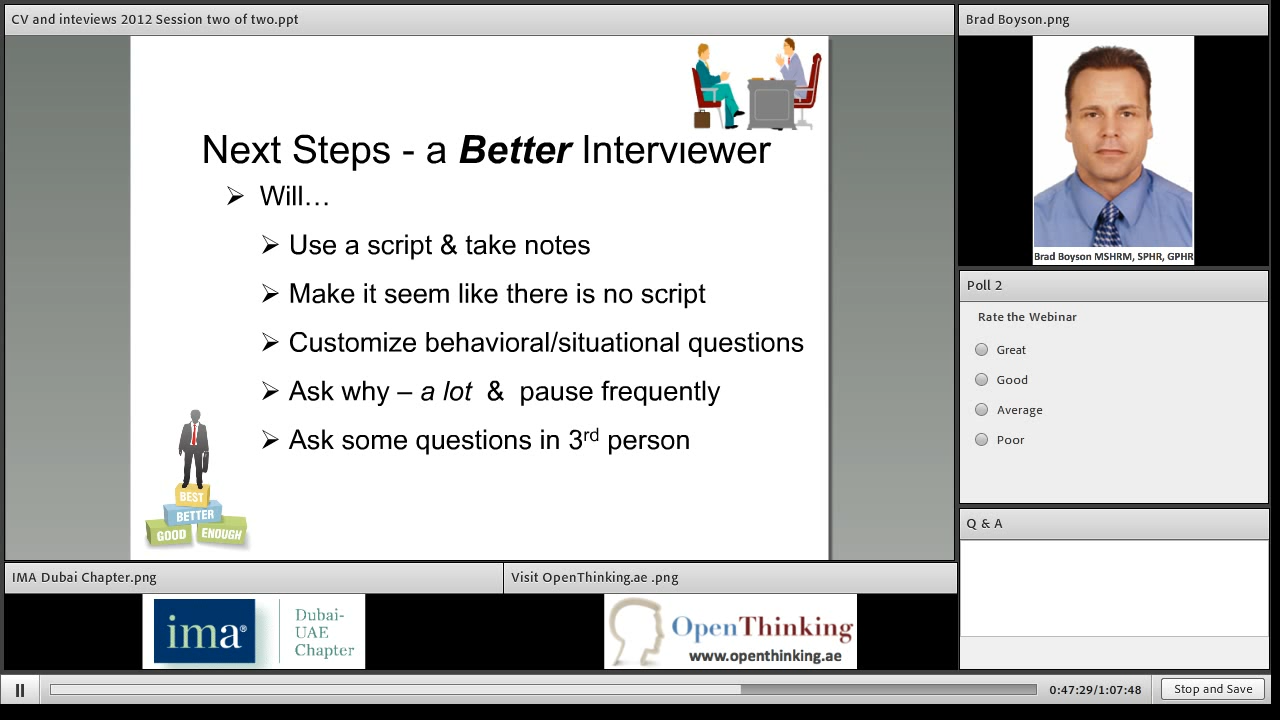 CV and inteviews 2012 Session two of two.ppt
Next Steps - a Better Interviewer
➢ Will…
➢ Use a script & take notes
➢ Make it seem like there is no script
➢ Customize behavioral/situational questions
➢ Ask why – a lot & pause frequently
➢ Ask some questions in 3rd person
BEST
BETTER
GOOD ENOUGH
Brad Boyson.png
Brad Boyson MSHRM, SPHR, GPHR
Poll 2
Rate the Webinar
Great
Good
Average
Poor
Q & A
IMA Dubai Chapter.png
ima®
Dubai-
UAE
Chapter
Visit OpenThinking.ae .png
OpenThinking
www.openthinking.ae
0:47:29/1:07:48
Stop and Save